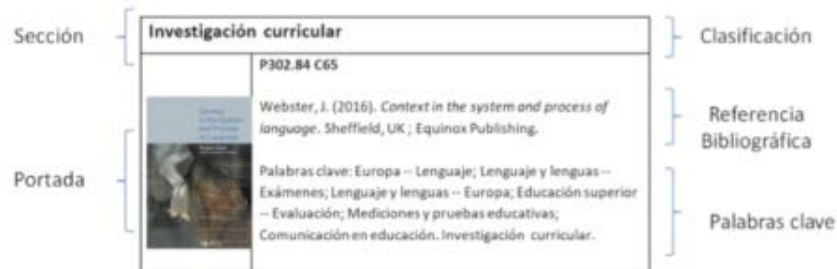 Sección
Investigación curricular
Clasificación
P302.84 C65
Webster, J. (2016). Context in the system and process of
language. Sheffield, UK ; Equinox Publishing.
Referencia
Bibliográfica
Portada
Palabras clave: Europa -- Lenguaje; Lenguaje y lenguas --
Exámenes; Lenguaje y lenguas -- Europa; Educación superior
-- Evaluación; Mediciones y pruebas educativas;
Comunicación en educación. Investigación curricular.
Palabras clave